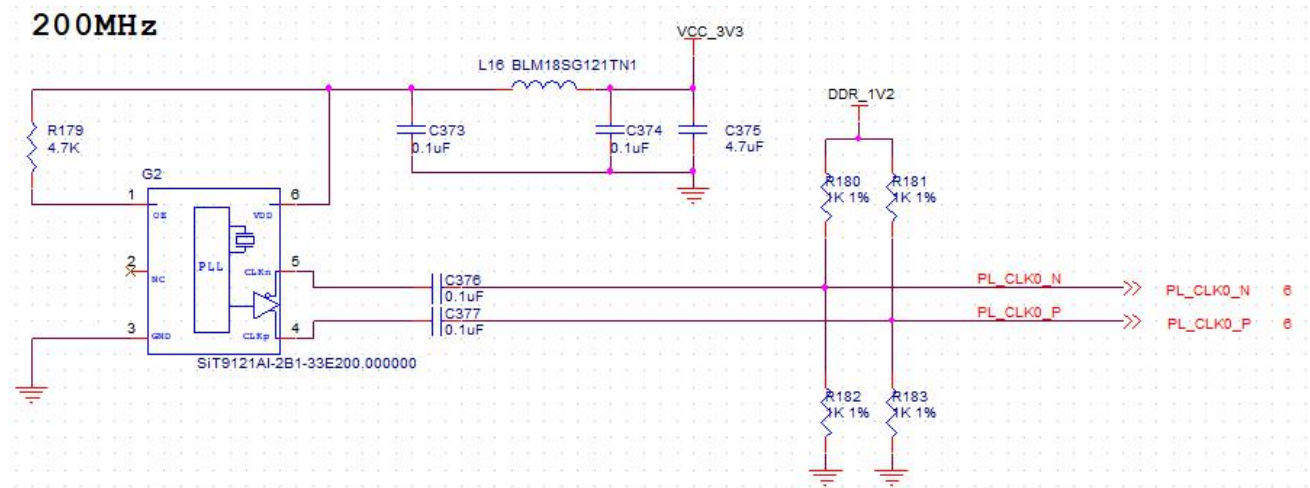 200MHz
VCC_3V3
L16 BLM18SG121TN1
DDR_1V2
R179
4.7K
C373
0.1uF
C374
0.1uF
C375
4.7uF
G2
R180
1K 1%
R181
1K 1%
1
OE
VDD
6
2
NC
PLL
CLKn
5
C376
0.1uF
PL_CLK0_N
PL_CLK0_N 6
3
GND
CLKp
4
C377
0.1uF
PL_CLK0_P
PL_CLK0_P 6
SiT9121AI-2B1-33E200.000000
R182
1K 1%
R183
1K 1%